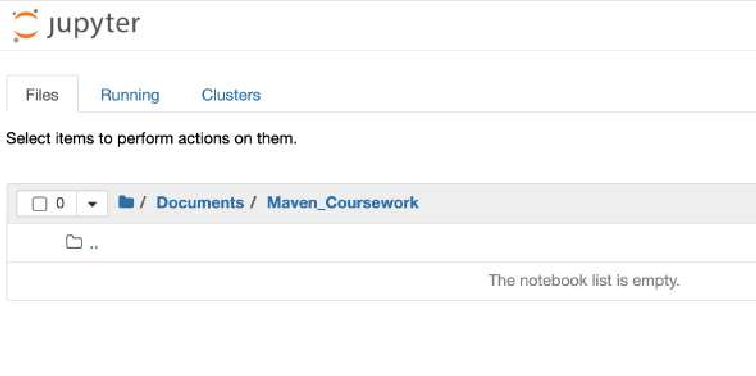 jupyter
Files Running Clusters
Select items to perform actions on them.
0 / Documents / Maven_Coursework
..
The notebook list is empty.